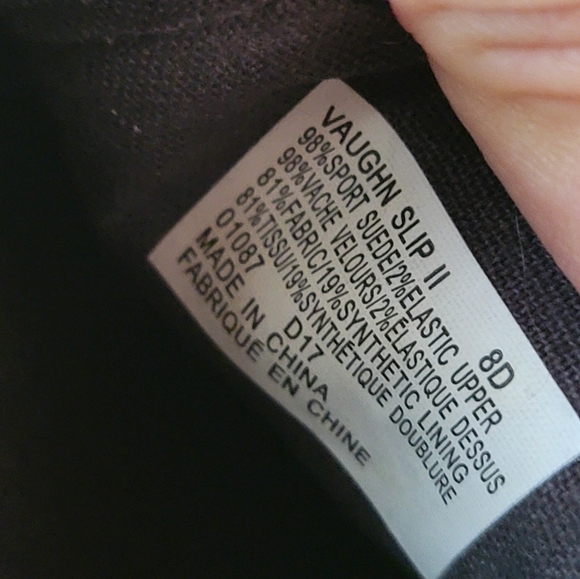 VAUGHN SLIP II 8D
98%SPORT SUEDE/2%ELASTIC UPPER
98%VACHE VELOURS/2%ÉLASTIQUE DESSUS
81%FABRIC/19%SYNTHETIC LINING
81%TISSU/19%SYNTHÉTIQUE DOUBLURE
01087 D17
MADE IN CHINA
FABRIQUÉ EN CHINE